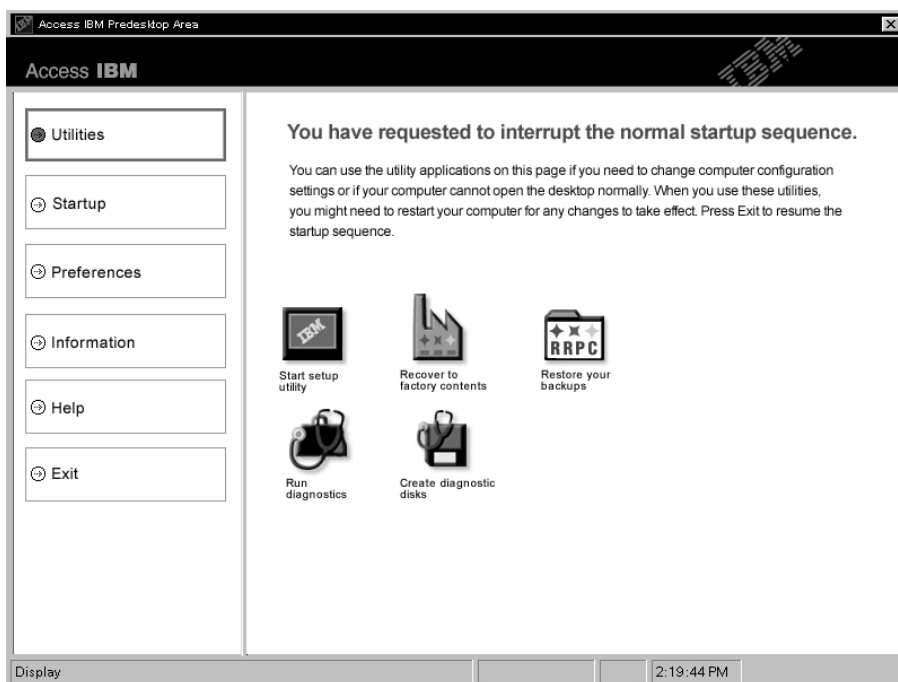 Access IBM Predesktop Area
Access IBM
IBM
Utilities
Startup
Preferences
Information
Help
Exit
You have requested to interrupt the normal startup sequence.
You can use the utility applications on this page if you need to change computer configuration
settings or if your computer cannot open the desktop normally. When you use these utilities,
you might need to restart your computer for any changes to take effect. Press Exit to resume the
startup sequence.
IBM
Start setup
utility
Recover to
factory contents
RRPC
Restore your
backups
Run
diagnostics
Create diagnostic
disks
Display
2:19:44 PM